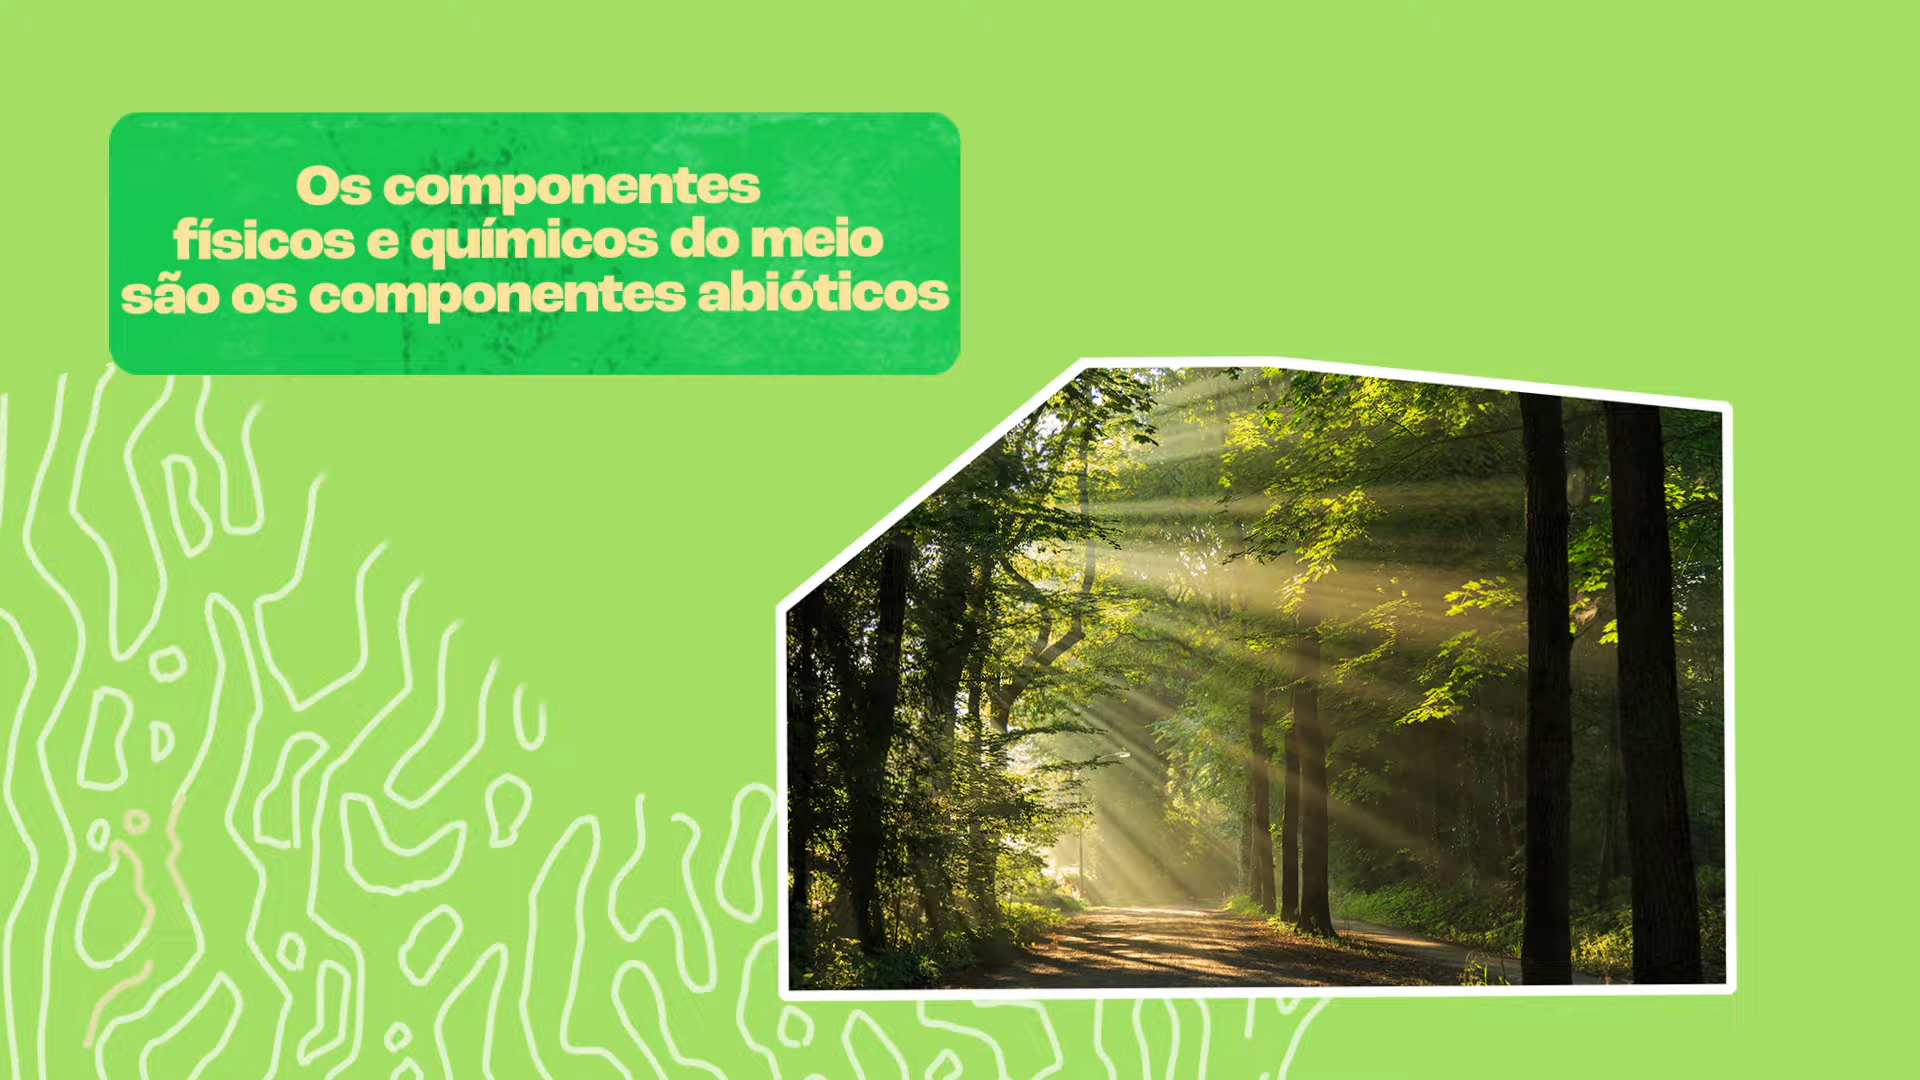 Os componentes
físicos e químicos do meio
são os componentes abióticos